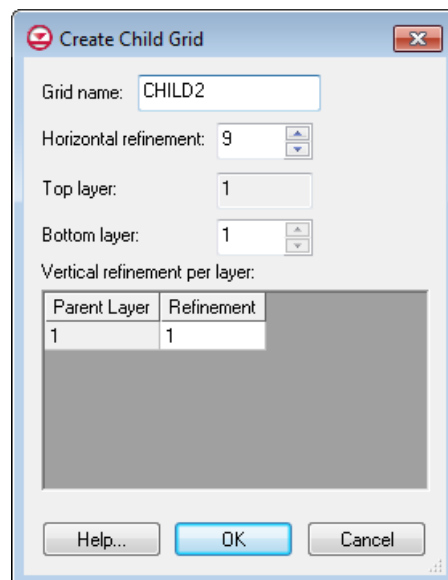 Create Child Grid
Grid name: CHILD2
Horizontal refinement: 9
Top layer: 1
Bottom layer: 1
Vertical refinement per layer:
Parent Layer Refinement
1 1
Help... OK Cancel